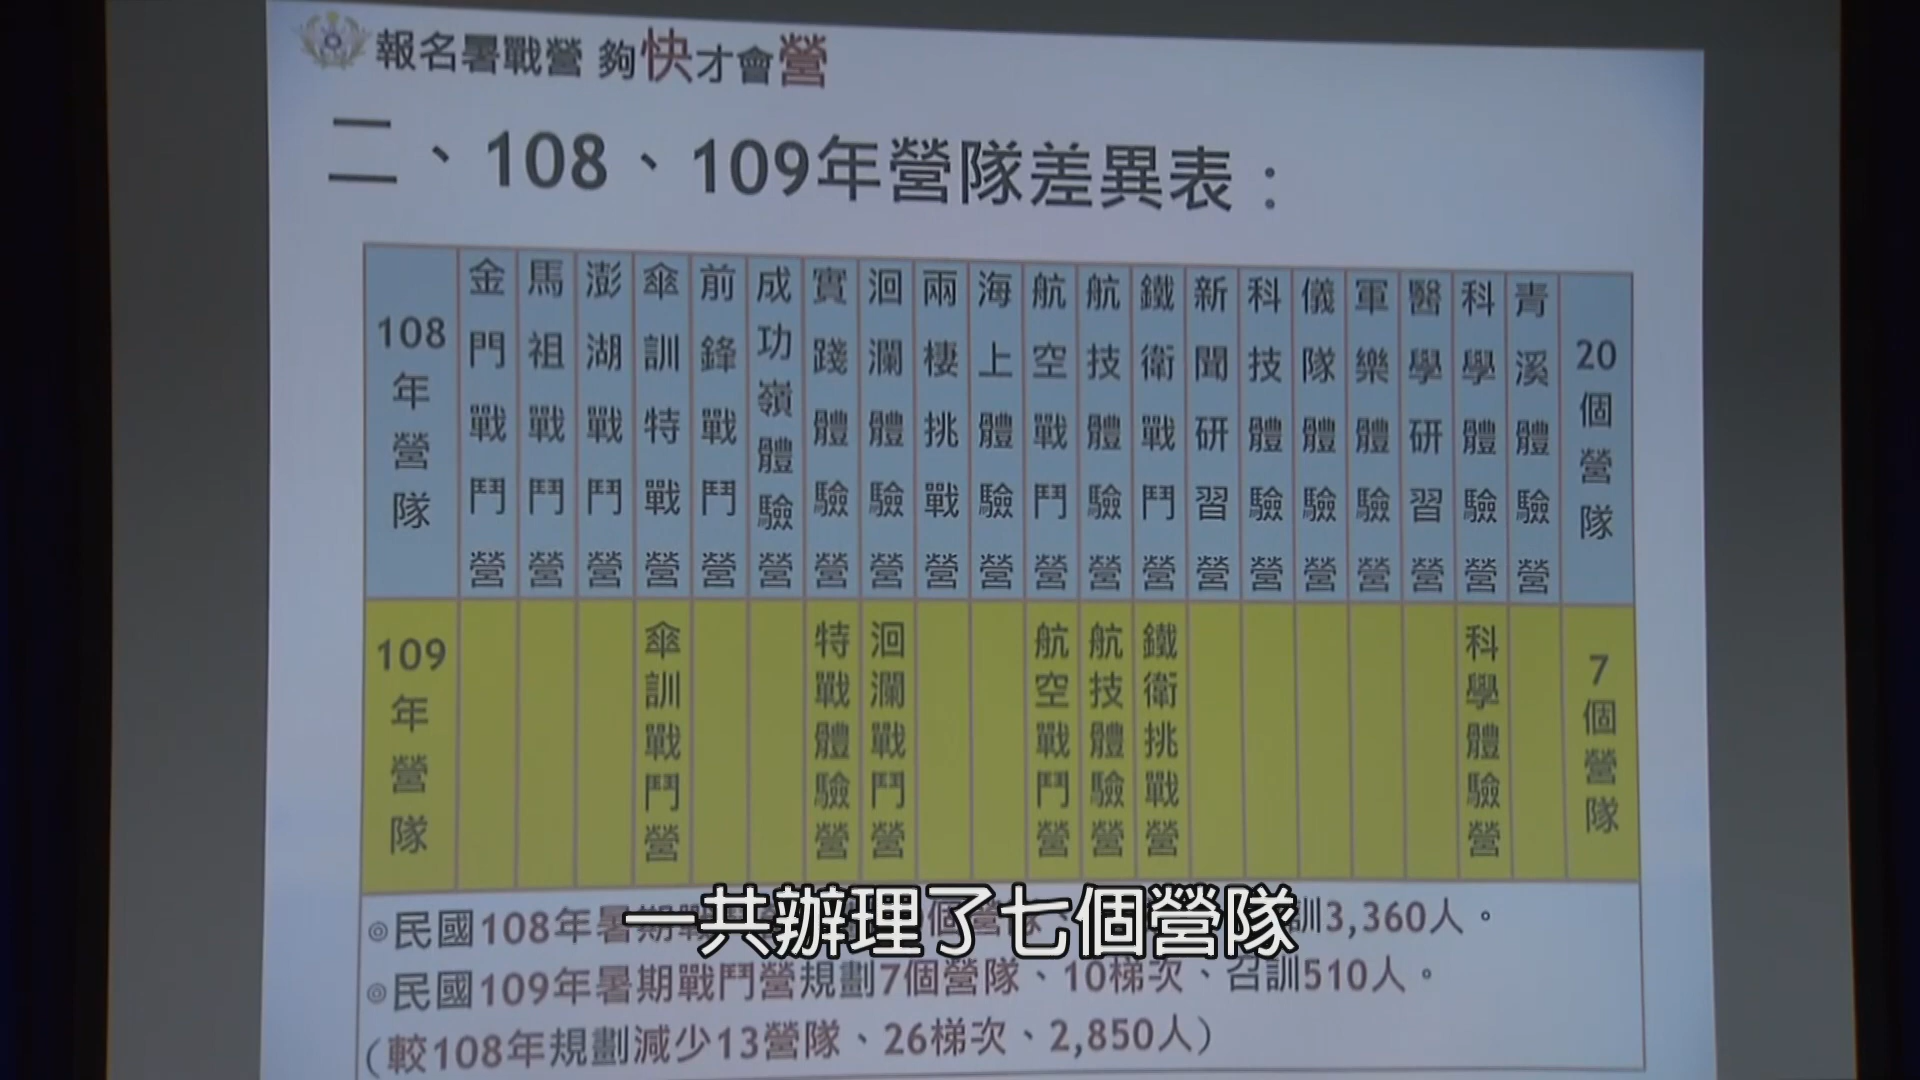 報名暑戰營 夠快才會營
二、108、109年營隊差異表：
108年營隊
金門戰鬥營
馬祖戰鬥營
澎湖戰鬥營
傘訓特戰營
前鋒戰鬥營
成功嶺體驗營
實踐體驗營
洄瀾體驗營
兩棲挑戰營
海上體驗營
航空戰鬥營
航技體驗營
鐵衛戰鬥營
新聞研習營
科技體驗營
儀隊體驗營
軍樂體驗營
醫學研習營
科學體驗營
青溪體驗營
20個營隊
109年營隊
傘訓戰鬥營
特戰體驗營
洄瀾戰鬥營
航空戰鬥營
航技體驗營
鐵衛挑戰營
科學體驗營
7個營隊
◎民國108年暑期 個營隊、 訓3,360人。
一共辦理了七個營隊
◎民國109年暑期戰鬥營規劃7個營隊、10梯次、召訓510人。
(較108年規劃減少13營隊、26梯次、2,850人)